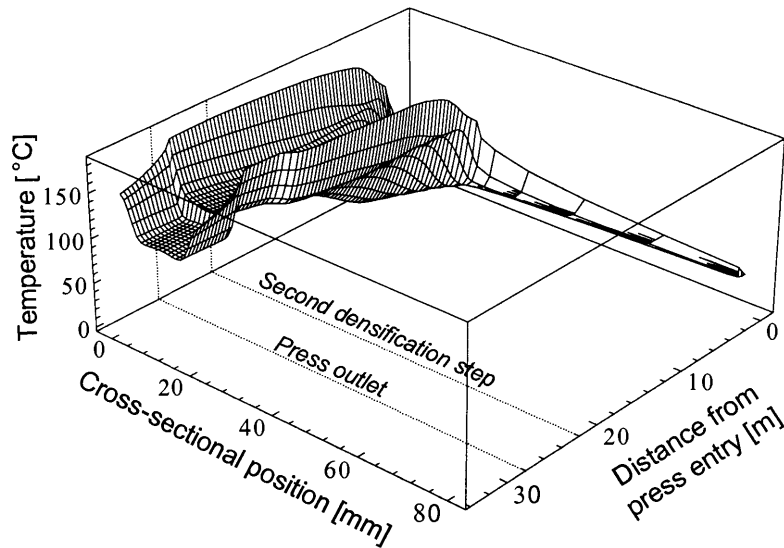 Temperature [°C]
150
100
50
0
0
20
40
60
80
Cross-sectional position [mm]
Second densification step
Press outlet
0
10
20
30
Distance from
press entry [m]